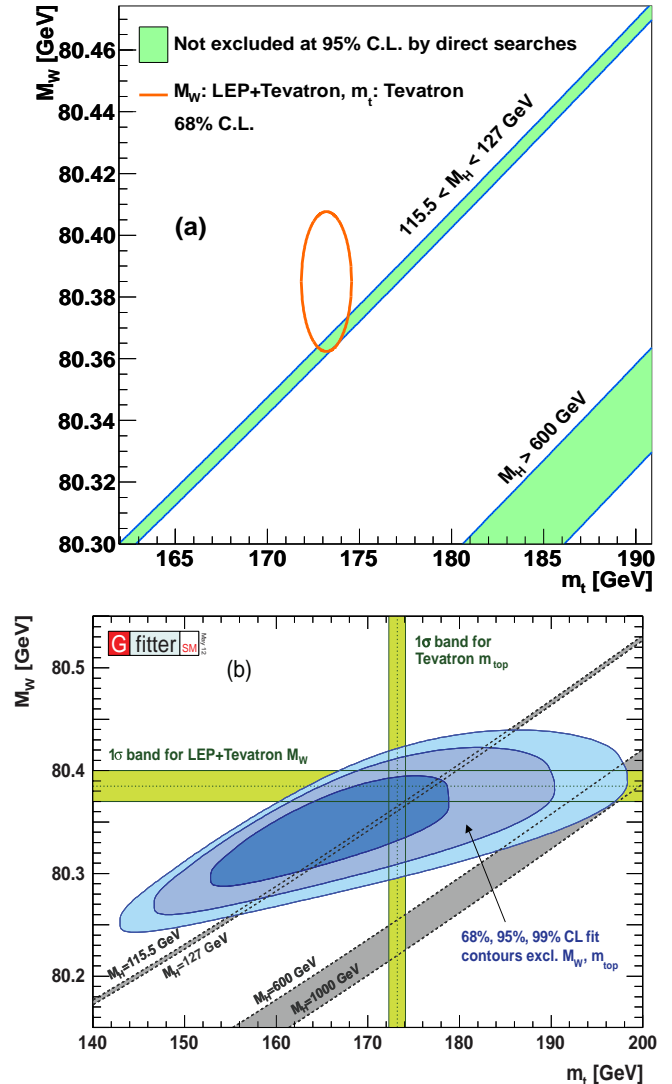 M_W [GeV]
80.46
80.44
80.42
80.40
80.38
80.36
80.34
80.32
80.30
Not excluded at 95% C.L. by direct searches
M_W: LEP+Tevatron, m_t: Tevatron
68% C.L.
(a)
115.5 < M_H < 127 GeV
M_H > 600 GeV
165 170 175 180 185 190
m_t [GeV]
M_W [GeV]
80.5
80.4
80.3
80.2
G fitter SM May 12
(b)
1σ band for
Tevatron m_top
1σ band for LEP+Tevatron M_W
M_H=115.5 GeV
M_H=127 GeV
M_H=600 GeV
M_H=1000 GeV
68%, 95%, 99% CL fit
contours excl. M_W, m_top
140 150 160 170 180 190 200
m_t [GeV]